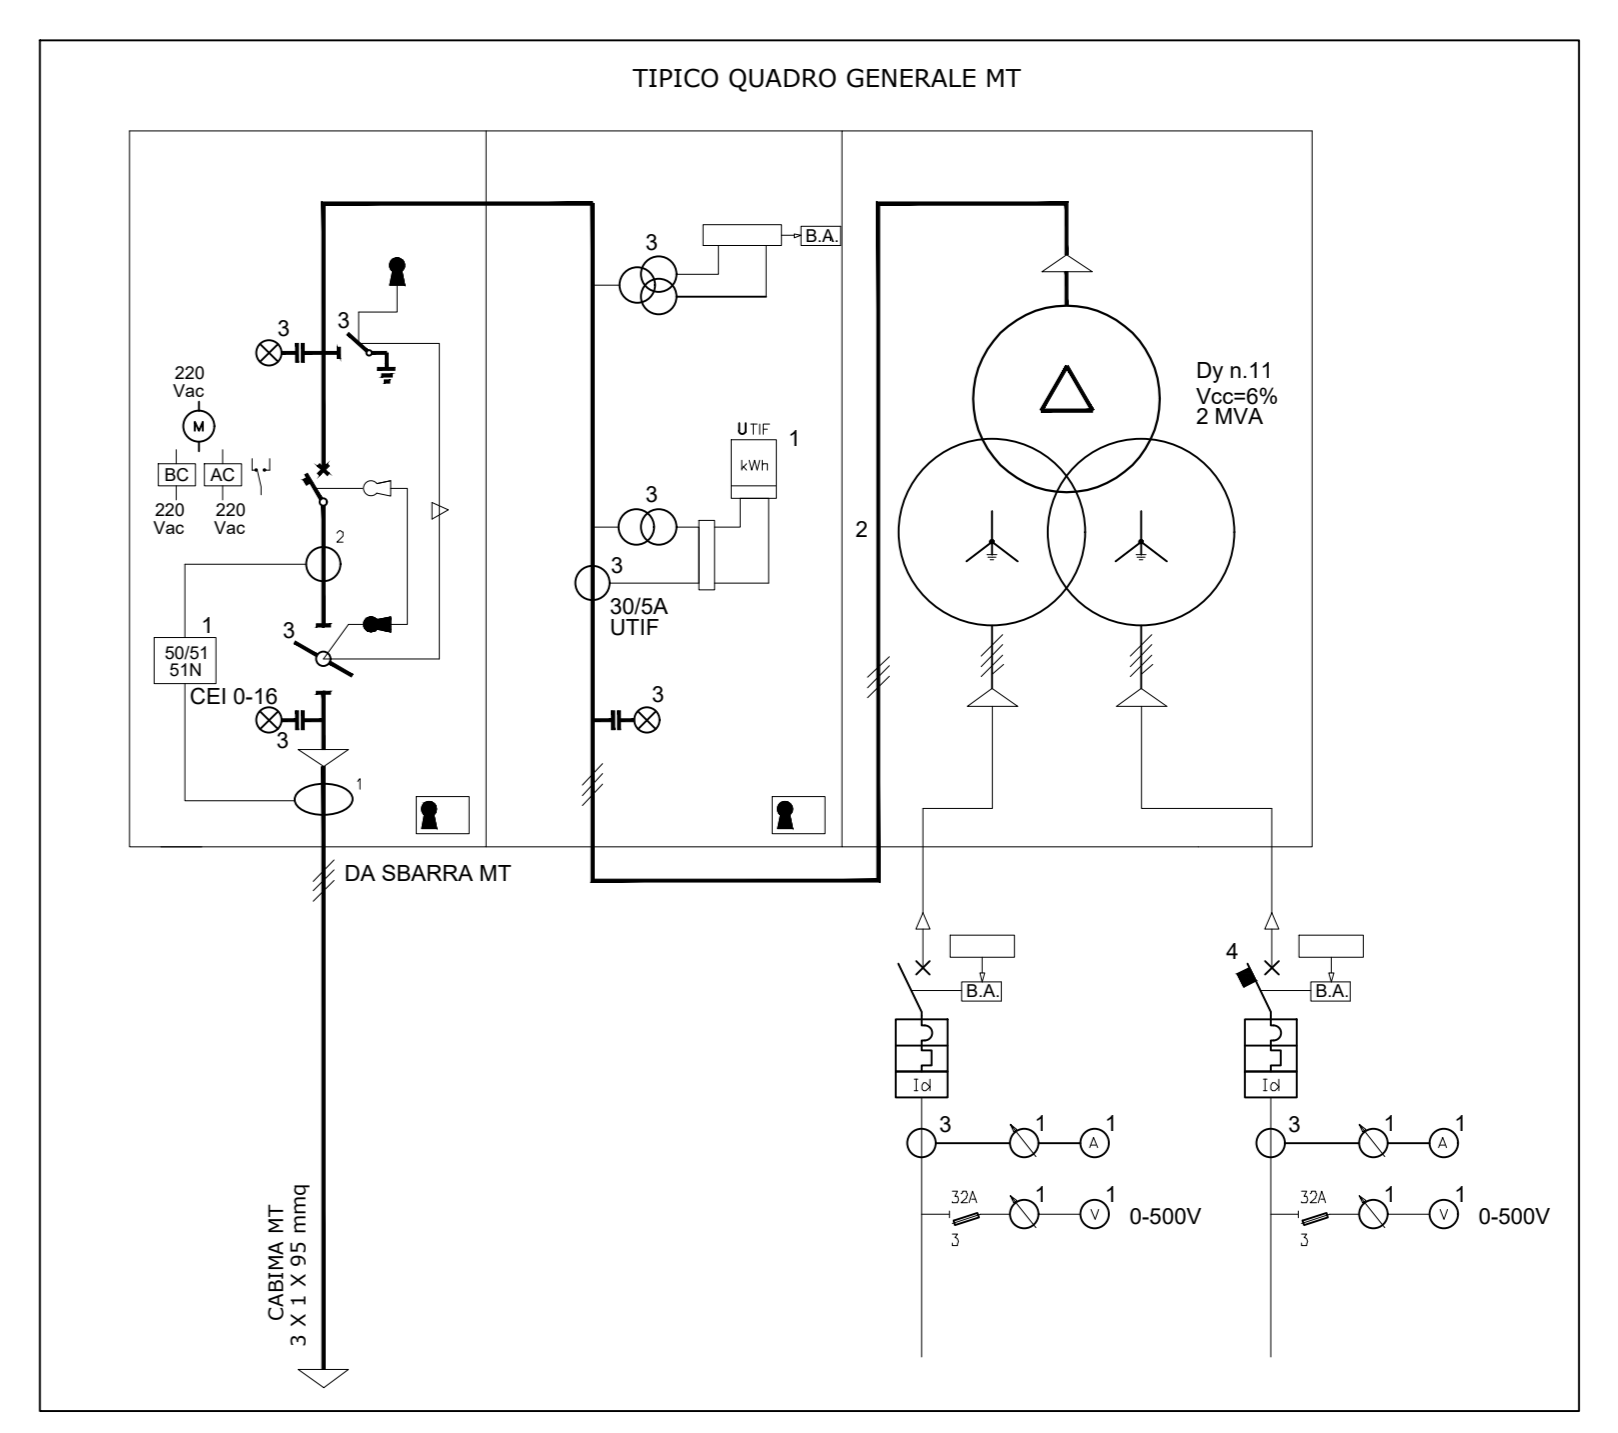 TIPICO QUADRO GENERALE MT
B.A.
3
3
3
220
Vac
M
BC
AC
220
Vac
220
Vac
2
1
50/51
51N
CEI 0-16
3
3
1
DA SBARRA MT
CABIMA MT
3 X 1 X 95 mmq
UTIF
1
kWh
3
3
30/5A
UTIF
3
2
Dy n.11
Vcc=6%
2 MVA
B.A.
Id
3
1
1
A
32A
3
1
1
V
0-500V
4
B.A.
Id
3
1
1
A
32A
3
1
1
V
0-500V